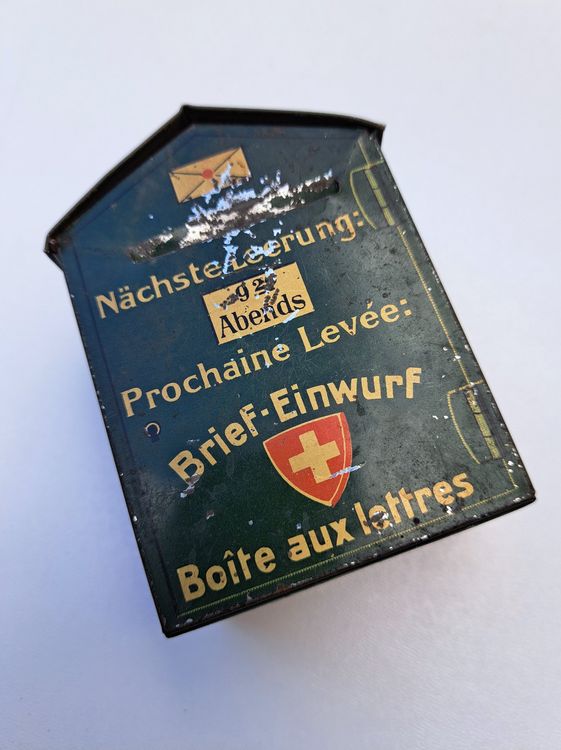 Nächste Leerung:
Abends
Prochaine Levée:
Brief-Einwurf
Boîte aux lettres